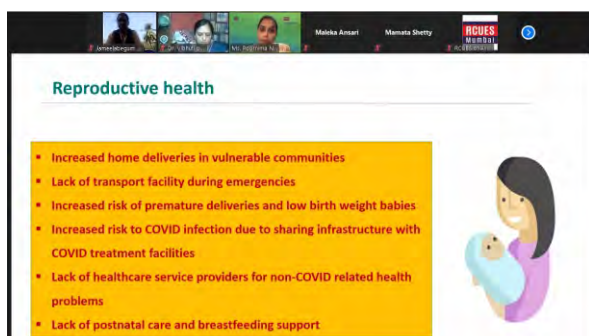 Jameelabegum
Maleka Ansari
Mamata Shetty
RCUES
Mumbai
Reproductive health
▪ Increased home deliveries in vulnerable communities
▪ Lack of transport facility during emergencies
▪ Increased risk of premature deliveries and low birth weight babies
▪ Increased risk to COVID infection due to sharing infrastructure with
COVID treatment facilities
▪ Lack of healthcare service providers for non-COVID related health
problems
▪ Lack of postnatal care and breastfeeding support